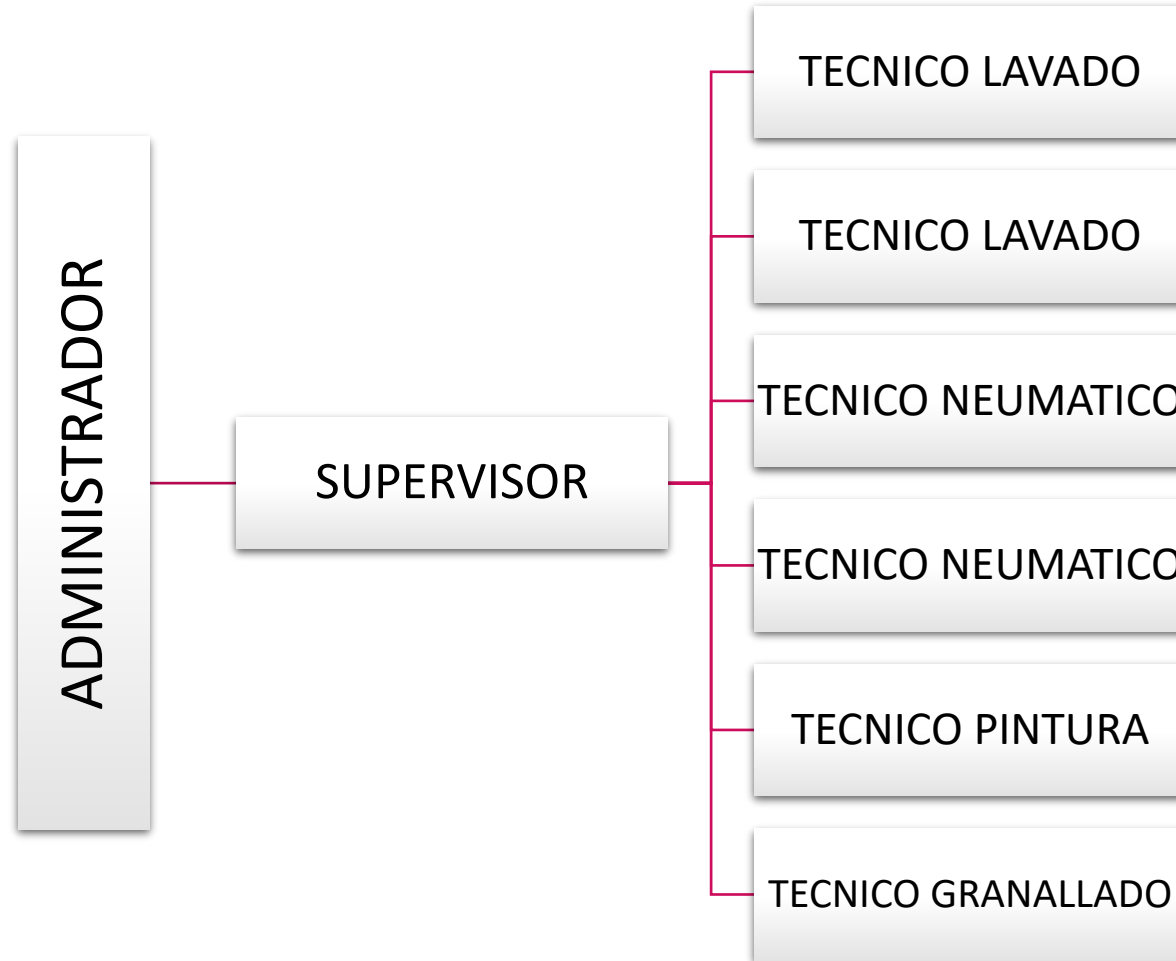 ADMINISTRADOR
SUPERVISOR
TECNICO LAVADO
TECNICO LAVADO
TECNICO NEUMATICO
TECNICO NEUMATICO
TECNICO PINTURA
TECNICO GRANALLADO